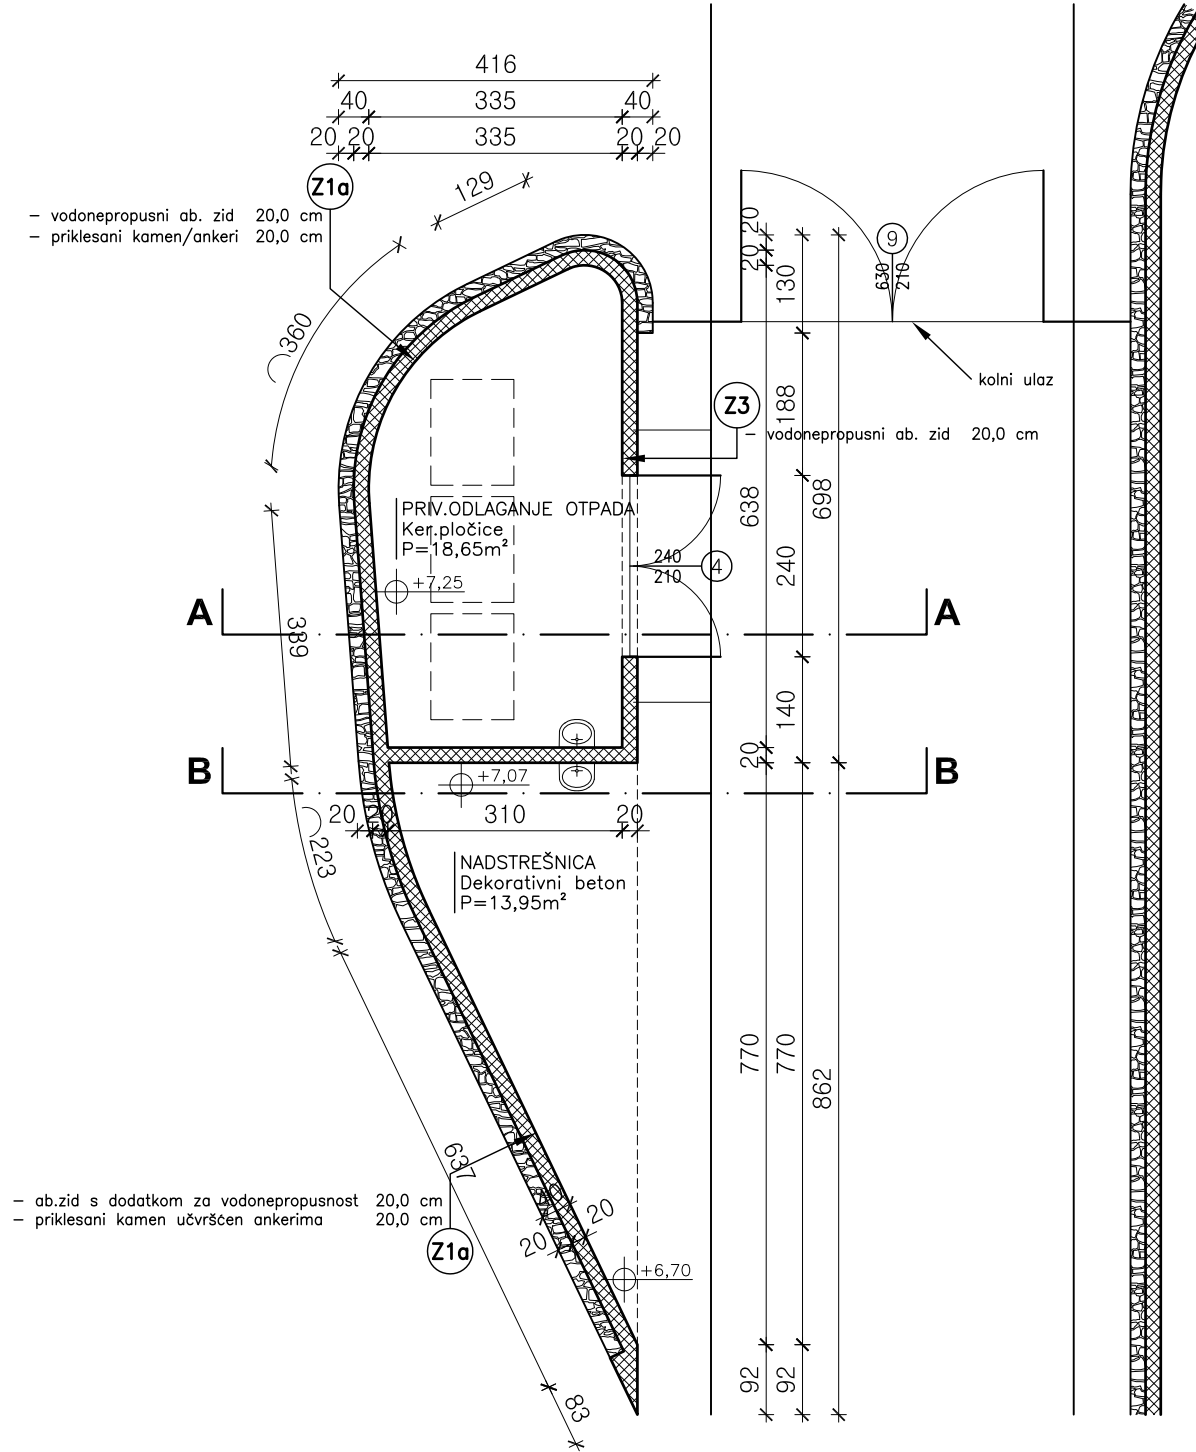 416
40 335 40
20 20 335 20 20
129
Z1a
– vodonepropusni ab. zid 20,0 cm
– priklesani kamen/ankeri 20,0 cm
360
20
20
130
9
630
210
kolni ulaz
188
Z3
– vodonepropusni ab. zid 20,0 cm
638
698
PRIV.ODLAGANJE OTPADA
Ker.pločice
P=18,65m²
+7,25
240
210
4
240
A A
339
140
20
B B
+7,07
20 20 310 20
223
NADSTREŠNICA
Dekorativni beton
P=13,95m²
770
770
862
637
– ab.zid s dodatkom za vodonepropusnost 20,0 cm
– priklesani kamen učvršćen ankerima 20,0 cm
Z1a
20
20
+6,70
92
92
83